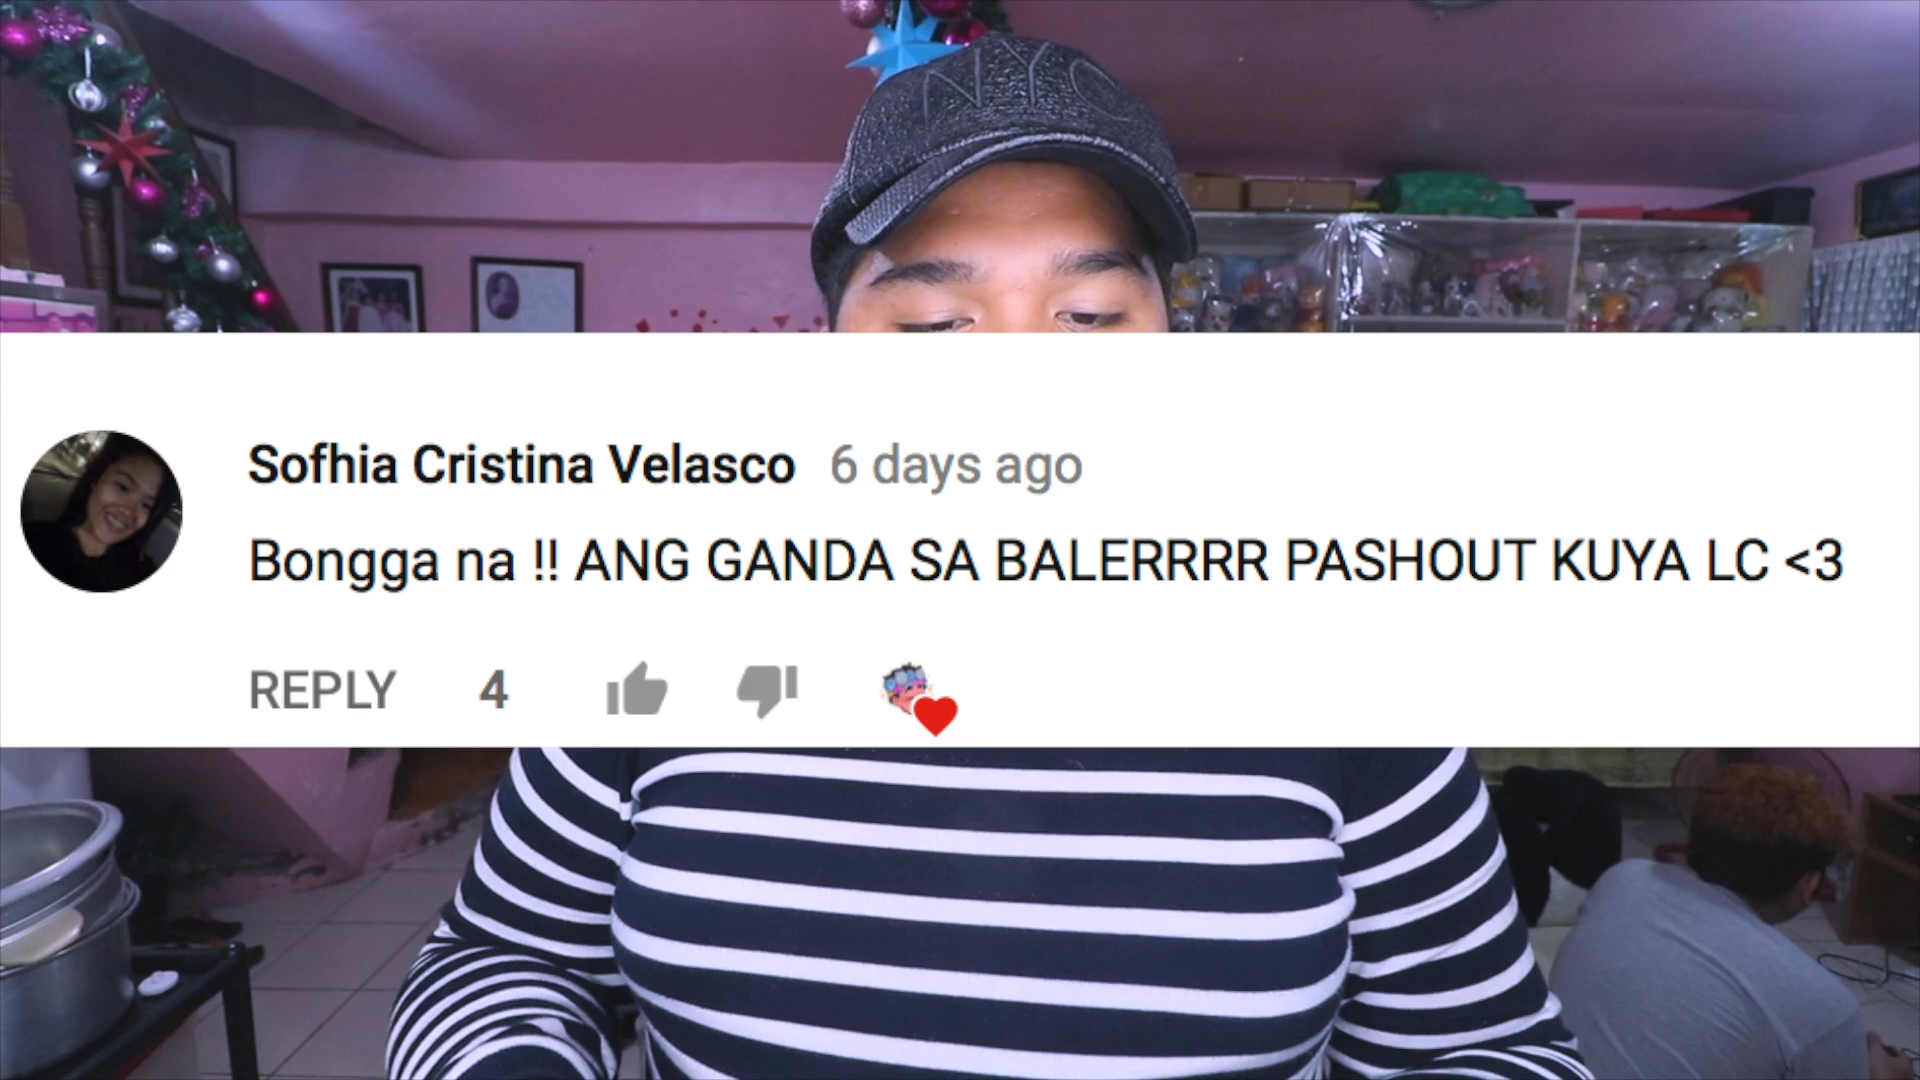 NYC
Sofhia Cristina Velasco 6 days ago
Bongga na !! ANG GANDA SA BALERRRR PASHOUT KUYA LC <3
REPLY 4